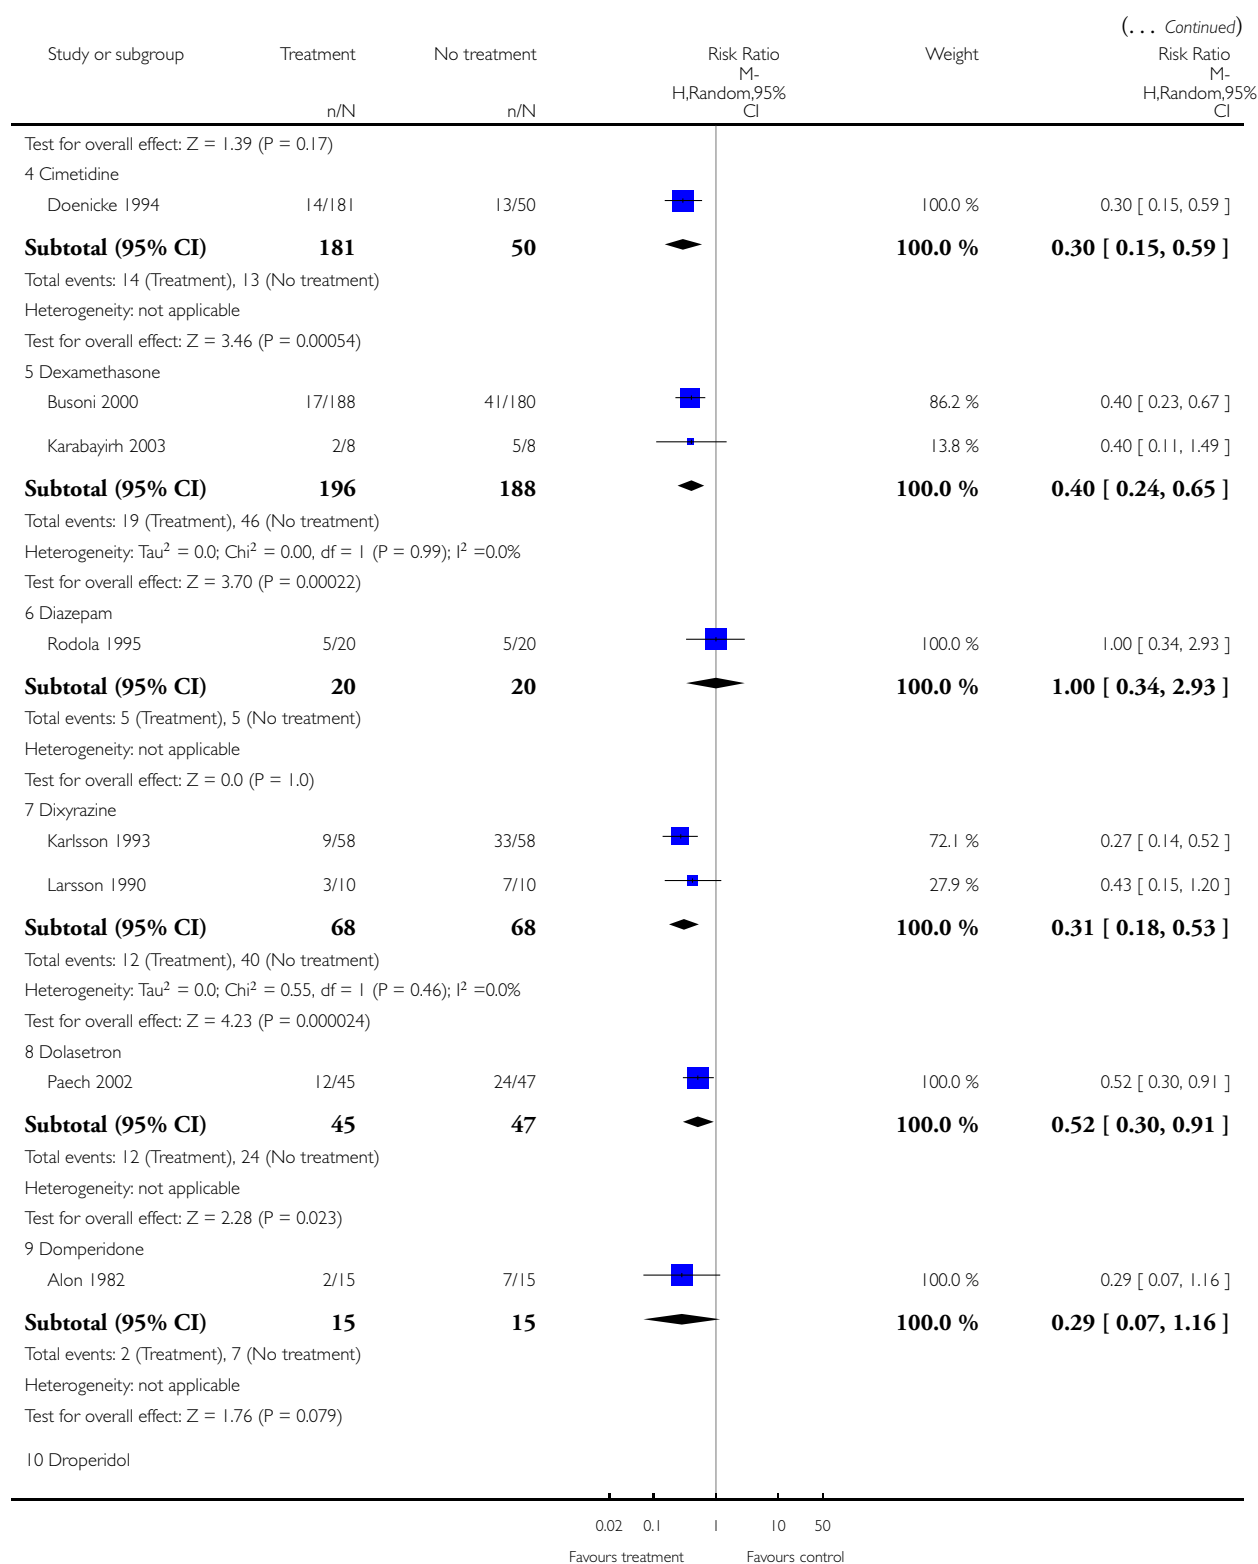 (... Continued)
Study or subgroup Treatment No treatment Risk Ratio Weight Risk Ratio
M- M-
H,Random,95% H,Random,95%
n/N n/N CI CI
Test for overall effect: Z = 1.39 (P = 0.17)
4 Cimetidine
Doenicke 1994 14/181 13/50 100.0 % 0.30 [ 0.15, 0.59 ]
Subtotal (95% CI) 181 50 100.0 % 0.30 [ 0.15, 0.59 ]
Total events: 14 (Treatment), 13 (No treatment)
Heterogeneity: not applicable
Test for overall effect: Z = 3.46 (P = 0.00054)
5 Dexamethasone
Busoni 2000 17/188 41/180 86.2 % 0.40 [ 0.23, 0.67 ]
Karabayirh 2003 2/8 5/8 13.8 % 0.40 [ 0.11, 1.49 ]
Subtotal (95% CI) 196 188 100.0 % 0.40 [ 0.24, 0.65 ]
Total events: 19 (Treatment), 46 (No treatment)
Heterogeneity: Tau² = 0.0; Chi² = 0.00, df = 1 (P = 0.99); I² =0.0%
Test for overall effect: Z = 3.70 (P = 0.00022)
6 Diazepam
Rodola 1995 5/20 5/20 100.0 % 1.00 [ 0.34, 2.93 ]
Subtotal (95% CI) 20 20 100.0 % 1.00 [ 0.34, 2.93 ]
Total events: 5 (Treatment), 5 (No treatment)
Heterogeneity: not applicable
Test for overall effect: Z = 0.0 (P = 1.0)
7 Dixyrazine
Karlsson 1993 9/58 33/58 72.1 % 0.27 [ 0.14, 0.52 ]
Larsson 1990 3/10 7/10 27.9 % 0.43 [ 0.15, 1.20 ]
Subtotal (95% CI) 68 68 100.0 % 0.31 [ 0.18, 0.53 ]
Total events: 12 (Treatment), 40 (No treatment)
Heterogeneity: Tau² = 0.0; Chi² = 0.55, df = 1 (P = 0.46); I² =0.0%
Test for overall effect: Z = 4.23 (P = 0.000024)
8 Dolasetron
Paech 2002 12/45 24/47 100.0 % 0.52 [ 0.30, 0.91 ]
Subtotal (95% CI) 45 47 100.0 % 0.52 [ 0.30, 0.91 ]
Total events: 12 (Treatment), 24 (No treatment)
Heterogeneity: not applicable
Test for overall effect: Z = 2.28 (P = 0.023)
9 Domperidone
Alon 1982 2/15 7/15 100.0 % 0.29 [ 0.07, 1.16 ]
Subtotal (95% CI) 15 15 100.0 % 0.29 [ 0.07, 1.16 ]
Total events: 2 (Treatment), 7 (No treatment)
Heterogeneity: not applicable
Test for overall effect: Z = 1.76 (P = 0.079)
10 Droperidol
0.02 0.1 1 10 50
Favours treatment Favours control